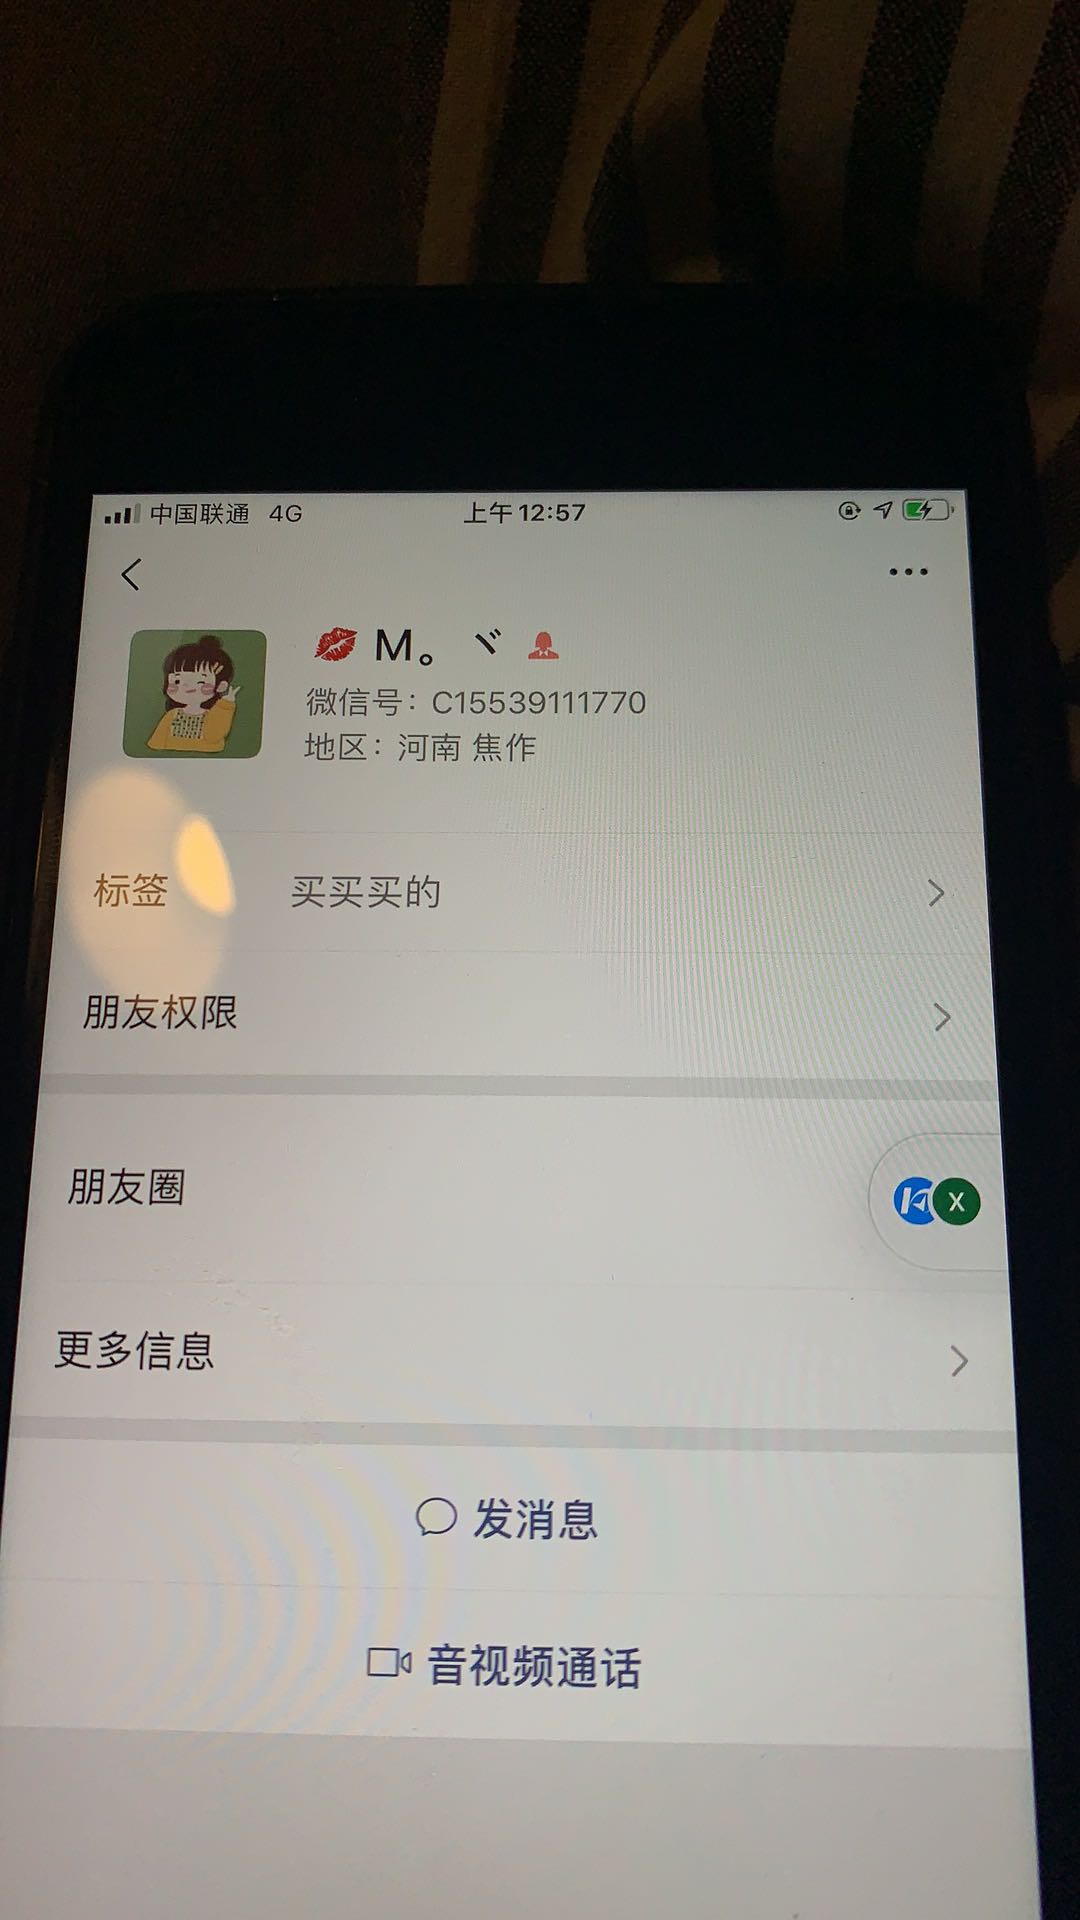 中国联通 4G 上午12:57
💋 M。ヾ
微信号：C15539111770
地区：河南 焦作
标签 买买买的
朋友权限
朋友圈
X
更多信息
发消息
音视频通话